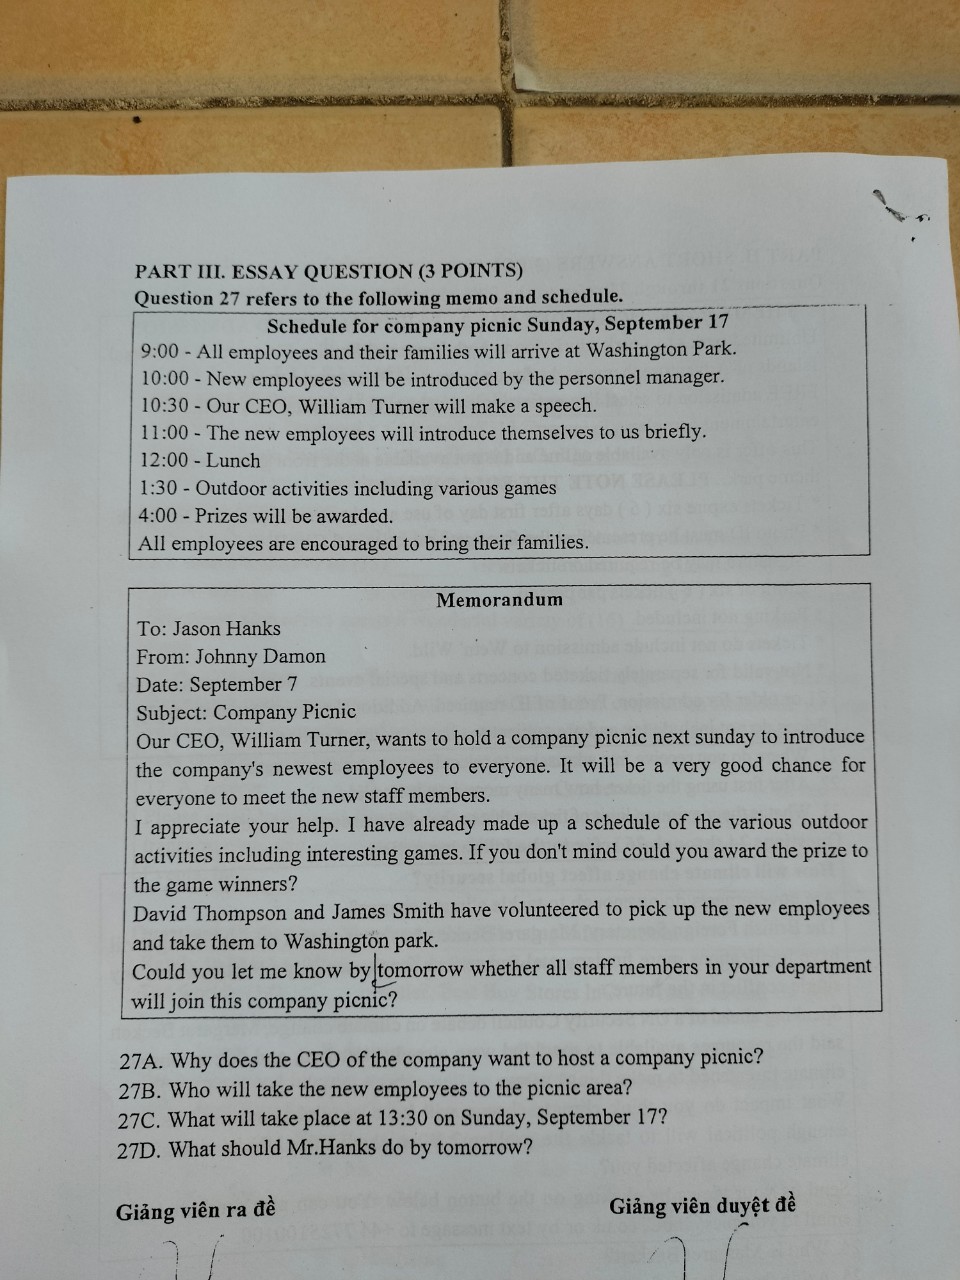 PART III. ESSAY QUESTION (3 POINTS)
Question 27 refers to the following memo and schedule.
Schedule for company picnic Sunday, September 17
9:00 - All employees and their families will arrive at Washington Park.
10:00 - New employees will be introduced by the personnel manager.
10:30 - Our CEO, William Turner will make a speech.
11:00 - The new employees will introduce themselves to us briefly.
12:00 - Lunch
1:30 - Outdoor activities including various games
4:00 - Prizes will be awarded.
All employees are encouraged to bring their families.
Memorandum
To: Jason Hanks
From: Johnny Damon
Date: September 7
Subject: Company Picnic
Our CEO, William Turner, wants to hold a company picnic next sunday to introduce
the company's newest employees to everyone. It will be a very good chance for
everyone to meet the new staff members.
I appreciate your help. I have already made up a schedule of the various outdoor
activities including interesting games. If you don't mind could you award the prize to
the game winners?
David Thompson and James Smith have volunteered to pick up the new employees
and take them to Washington park.
Could you let me know by tomorrow whether all staff members in your department
will join this company picnic?
27A. Why does the CEO of the company want to host a company picnic?
27B. Who will take the new employees to the picnic area?
27C. What will take place at 13:30 on Sunday, September 17?
27D. What should Mr.Hanks do by tomorrow?
Giảng viên ra đề
Giảng viên duyệt đề